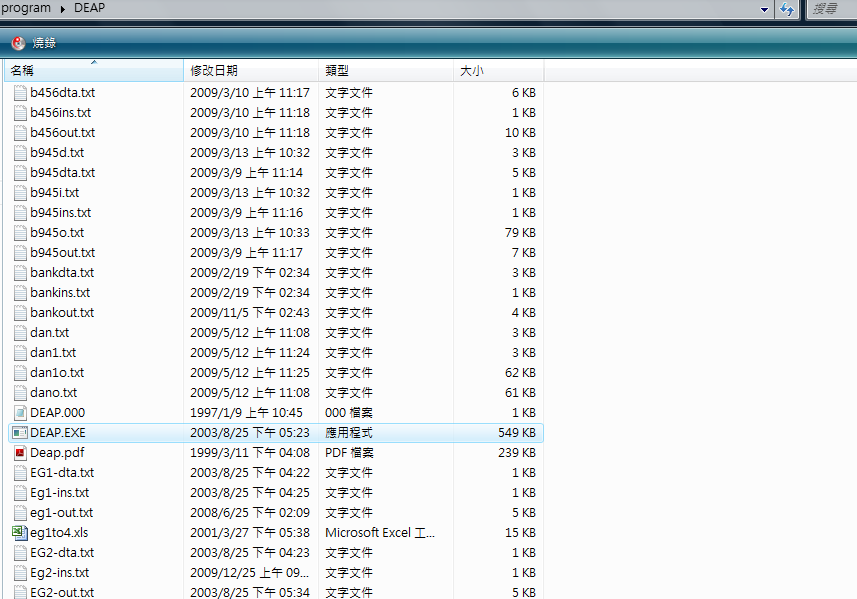 program ▸ DEAP 搜尋
燒錄
名稱 修改日期 類型 大小
b456dta.txt 2009/3/10 上午 11:17 文字文件 6 KB
b456ins.txt 2009/3/10 上午 11:18 文字文件 1 KB
b456out.txt 2009/3/10 上午 11:18 文字文件 10 KB
b945d.txt 2009/3/13 上午 10:32 文字文件 3 KB
b945dta.txt 2009/3/9 上午 11:14 文字文件 5 KB
b945i.txt 2009/3/13 上午 10:32 文字文件 1 KB
b945ins.txt 2009/3/9 上午 11:16 文字文件 1 KB
b945o.txt 2009/3/13 上午 10:33 文字文件 79 KB
b945out.txt 2009/3/9 上午 11:17 文字文件 7 KB
bankdta.txt 2009/2/19 下午 02:34 文字文件 3 KB
bankins.txt 2009/2/19 下午 02:34 文字文件 1 KB
bankout.txt 2009/11/5 下午 02:43 文字文件 4 KB
dan.txt 2009/5/12 上午 11:08 文字文件 3 KB
dan1.txt 2009/5/12 上午 11:24 文字文件 3 KB
dan1o.txt 2009/5/12 上午 11:25 文字文件 62 KB
dano.txt 2009/5/12 上午 11:08 文字文件 61 KB
DEAP.000 1997/1/9 上午 10:45 000 檔案 1 KB
DEAP.EXE 2003/8/25 下午 05:23 應用程式 549 KB
Deap.pdf 1999/3/11 下午 04:08 PDF 檔案 239 KB
EG1-dta.txt 2003/8/25 下午 04:22 文字文件 1 KB
Eg1-ins.txt 2003/8/25 下午 04:25 文字文件 1 KB
eg1-out.txt 2008/6/25 下午 02:09 文字文件 5 KB
eg1to4.xls 2001/3/27 下午 05:38 Microsoft Excel 工... 15 KB
EG2-dta.txt 2003/8/25 下午 04:23 文字文件 1 KB
Eg2-ins.txt 2009/12/25 上午 09... 文字文件 1 KB
EG2-out.txt 2003/8/25 下午 05:34 文字文件 5 KB